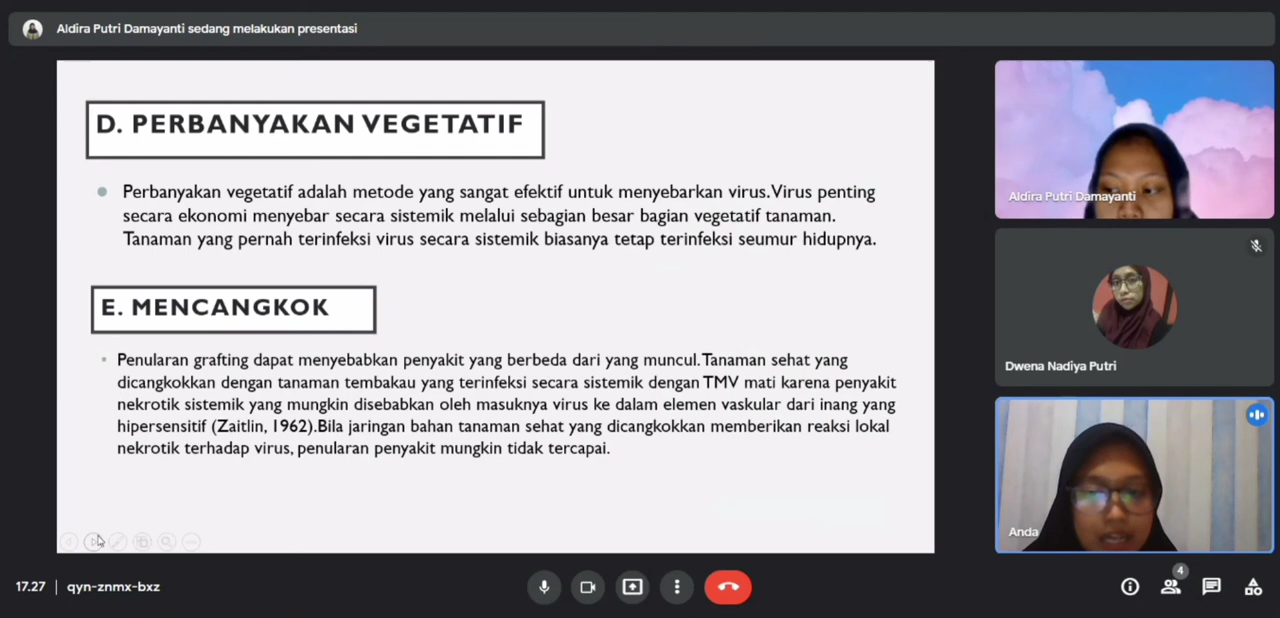 Aldira Putri Damayanti sedang melakukan presentasi
D. PERBANYAKAN VEGETATIF
Perbanyakan vegetatif adalah metode yang sangat efektif untuk menyebarkan virus. Virus penting
secara ekonomi menyebar secara sistemik melalui sebagian besar bagian vegetatif tanaman.
Tanaman yang pernah terinfeksi virus secara sistemik biasanya tetap terinfeksi seumur hidupnya.
E. MENCANGKOK
Penularan grafting dapat menyebabkan penyakit yang berbeda dari yang muncul. Tanaman sehat yang
dicangkokkan dengan tanaman tembakau yang terinfeksi secara sistemik dengan TMV mati karena penyakit
nekrotik sistemik yang mungkin disebabkan oleh masuknya virus ke dalam elemen vaskular dari inang yang
hipersensitif (Zaitlin, 1962).Bila jaringan bahan tanaman sehat yang dicangkokkan memberikan reaksi lokal
nekrotik terhadap virus, penularan penyakit mungkin tidak tercapai.
Aldira Putri Damayanti
Dwena Nadiya Putri
Anda
17.27 | qyn-znmx-bxz
4